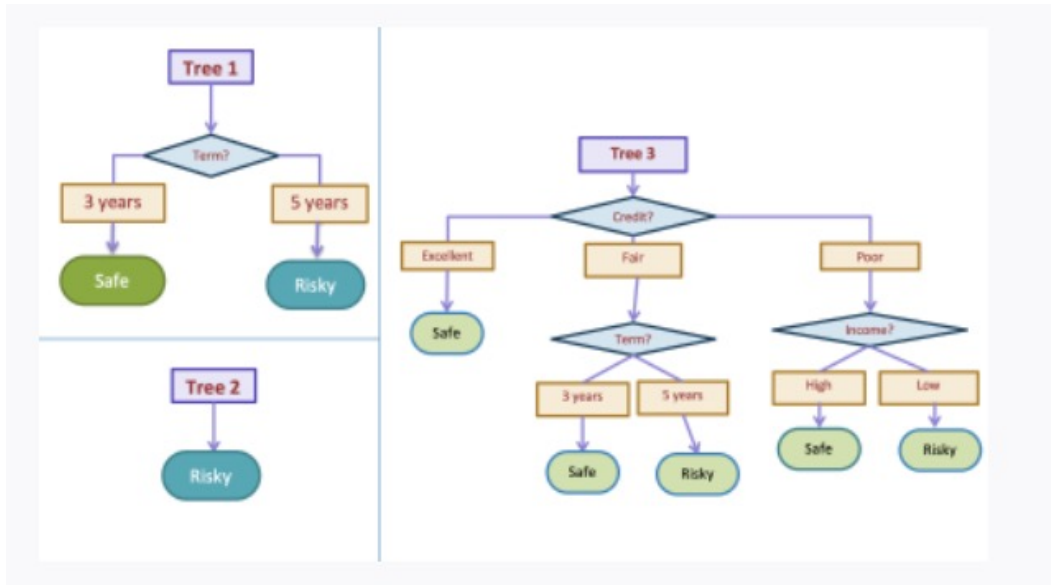 Tree 1
Term?
3 years
5 years
Safe
Risky
Tree 2
Risky
Tree 3
Credit?
Excellent
Fair
Poor
Safe
Term?
Income?
3 years
5 years
High
Low
Safe
Risky
Safe
Risky